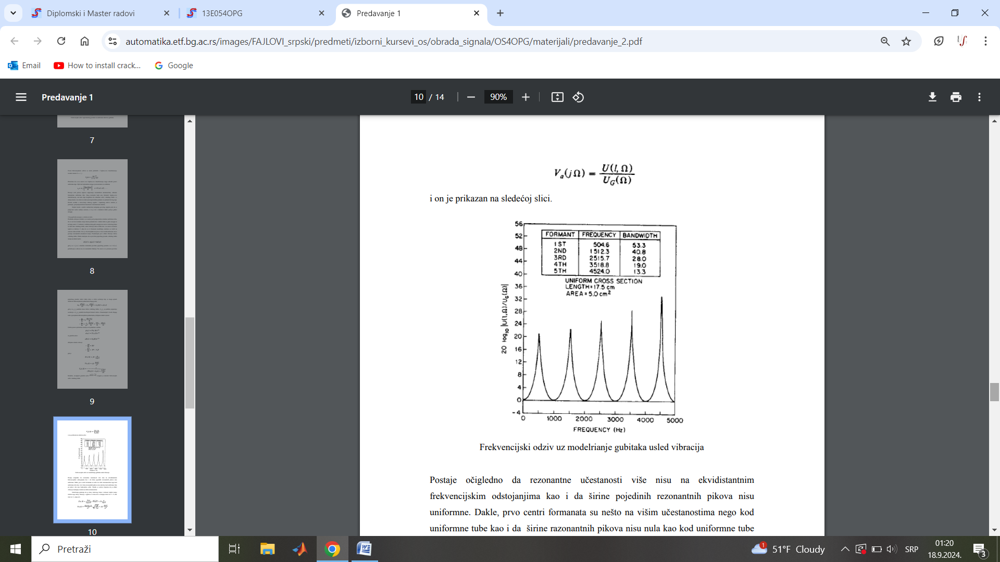 Diplomski i Master radovi
13E054OPG
Predavanje 1
automatika.etf.bg.ac.rs/images/FAJLOVI_srpski/predmeti/izborni_kursevi_os/obrada_signala/OS4OPG/materijali/predavanje_2.pdf
Email
How to install crack...
Google
Predavanje 1
10 / 14
90%
7
8
9
10
V_a(jΩ) = U(l,Ω) / U_G(Ω)
i on je prikazan na sledećoj slici.
FORMANT FREQUENCY BANDWIDTH
1ST 504.6 53.3
2ND 1512.3 40.8
3RD 2515.7 28.0
4TH 3518.8 19.0
5TH 4524.0 13.3
UNIFORM CROSS SECTION
LENGTH=17.5 cm
AREA=5.0 cm²
20 log₁₀ |U(l,Ω)/U_G(Ω)|
56
52
48
44
40
36
32
28
24
20
16
12
8
4
0
-4
0 1000 2000 3000 4000 5000
FREQUENCY (Hz)
Frekvencijski odziv uz modelrianje gubitaka usled vibracija
Postaje očigledno da rezonantne učestanosti više nisu na ekvidistantnim
frekvencijskim odstojanjima kao i da širine pojedinih rezonantnih pikova nisu
uniformne. Dakle, prvo centri formanata su nešto na višim učestanostima nego kod
uniformne tube kao i da širine razonantnih pikova nisu nula kao kod uniformne tube
Pretraži
1
51°F Cloudy
SRP
01:20
18.9.2024.
3